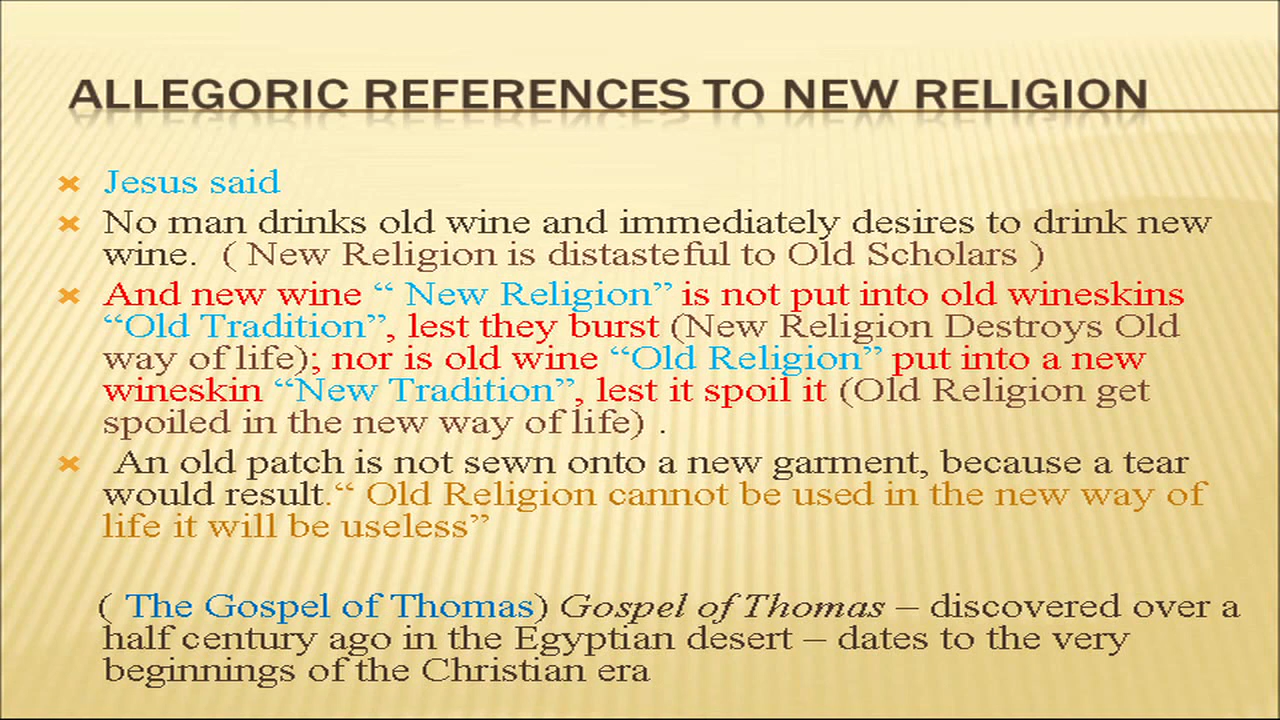 ALLEGORIC REFERENCES TO NEW RELIGION
Jesus said
No man drinks old wine and immediately desires to drink new
wine. ( New Religion is distasteful to Old Scholars )
And new wine “ New Religion” is not put into old wineskins
“Old Tradition”, lest they burst (New Religion Destroys Old
way of life); nor is old wine “Old Religion” put into a new
wineskin “New Tradition”, lest it spoil it (Old Religion get
spoiled in the new way of life) .
An old patch is not sewn onto a new garment, because a tear
would result.“ Old Religion cannot be used in the new way of
life it will be useless”
( The Gospel of Thomas) Gospel of Thomas – discovered over a
half century ago in the Egyptian desert – dates to the very
beginnings of the Christian era